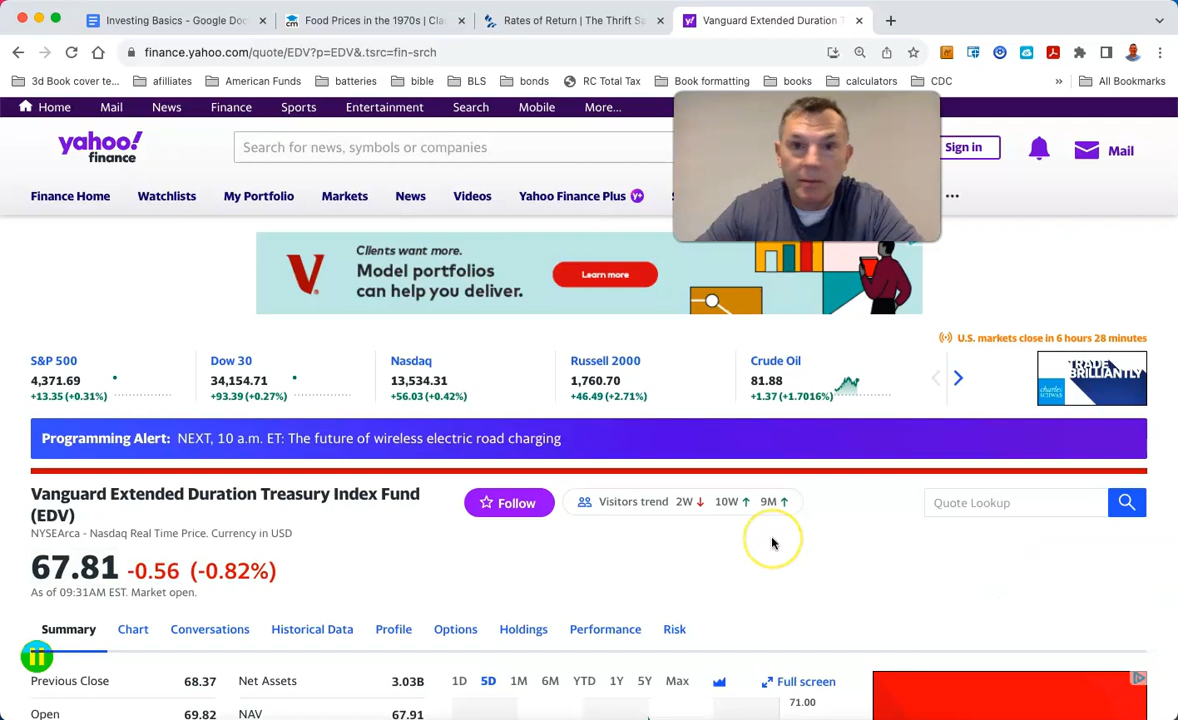 Investing Basics - Google Doc
Food Prices in the 1970s | Cla
Rates of Return | The Thrift Sa
Vanguard Extended Duration T
finance.yahoo.com/quote/EDV?p=EDV&.tsrc=fin-srch
3d Book cover te...
afilliates
American Funds
batteries
bible
BLS
bonds
RC Total Tax
Book formatting
books
calculators
CDC
»
All Bookmarks
Home
Mail
News
Finance
Sports
Entertainment
Search
Mobile
More...
yahoo!
finance
Search for news, symbols or companies
Sign in
Mail
Finance Home
Watchlists
My Portfolio
Markets
News
Videos
Yahoo Finance Plus
...
Clients want more.
Model portfolios
can help you deliver.
Learn more
U.S. markets close in 6 hours 28 minutes
S&P 500
4,371.69
+13.35 (+0.31%)
Dow 30
34,154.71
+93.39 (+0.27%)
Nasdaq
13,534.31
+56.03 (+0.42%)
Russell 2000
1,760.70
+46.49 (+2.71%)
Crude Oil
81.88
+1.37 (+1.7016%)
TRADE
BRILLIANTLY
charles
SCHWAB
Programming Alert: NEXT, 10 a.m. ET: The future of wireless electric road charging
Vanguard Extended Duration Treasury Index Fund
(EDV)
NYSEArca - Nasdaq Real Time Price. Currency in USD
Follow
Visitors trend 2W↓ 10W↑ 9M↑
Quote Lookup
67.81 -0.56 (-0.82%)
As of 09:31AM EST. Market open.
Summary
Chart
Conversations
Historical Data
Profile
Options
Holdings
Performance
Risk
Previous Close 68.37
Net Assets 3.03B
1D 5D 1M 6M YTD 1Y 5Y Max
Full screen
Open 69.82
NAV 67.91
71.00